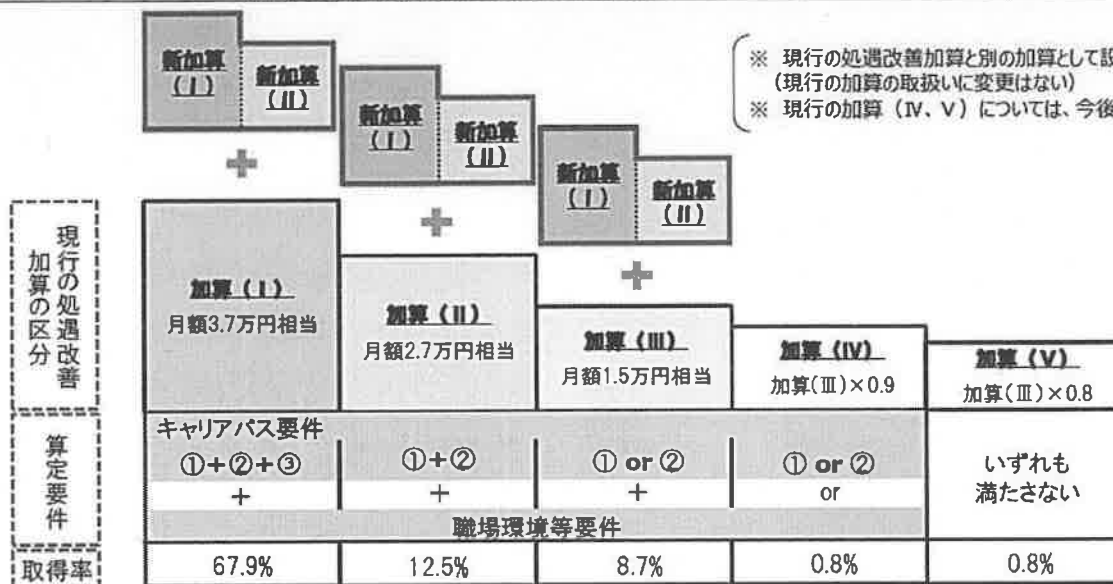 新加算
(Ⅰ)
新加算
(Ⅱ)
新加算
(Ⅰ)
新加算
(Ⅱ)
新加算
(Ⅰ)
新加算
(Ⅱ)
※ 現行の処遇改善加算と別の加算として設
(現行の加算の取扱いに変更はない)
※ 現行の加算（Ⅳ、Ⅴ）については、今後
+
+
+
現行の処遇改善
加算の区分
加算（Ⅰ）
月額3.7万円相当
加算（Ⅱ）
月額2.7万円相当
加算（Ⅲ）
月額1.5万円相当
加算（Ⅳ）
加算(Ⅲ)×0.9
加算（Ⅴ）
加算(Ⅲ)×0.8
算定要件
キャリアパス要件
①+②+③
①+②
① or ②
① or ②
いずれも
満たさない
+
+
+
or
職場環境等要件
取得率
67.9%
12.5%
8.7%
0.8%
0.8%